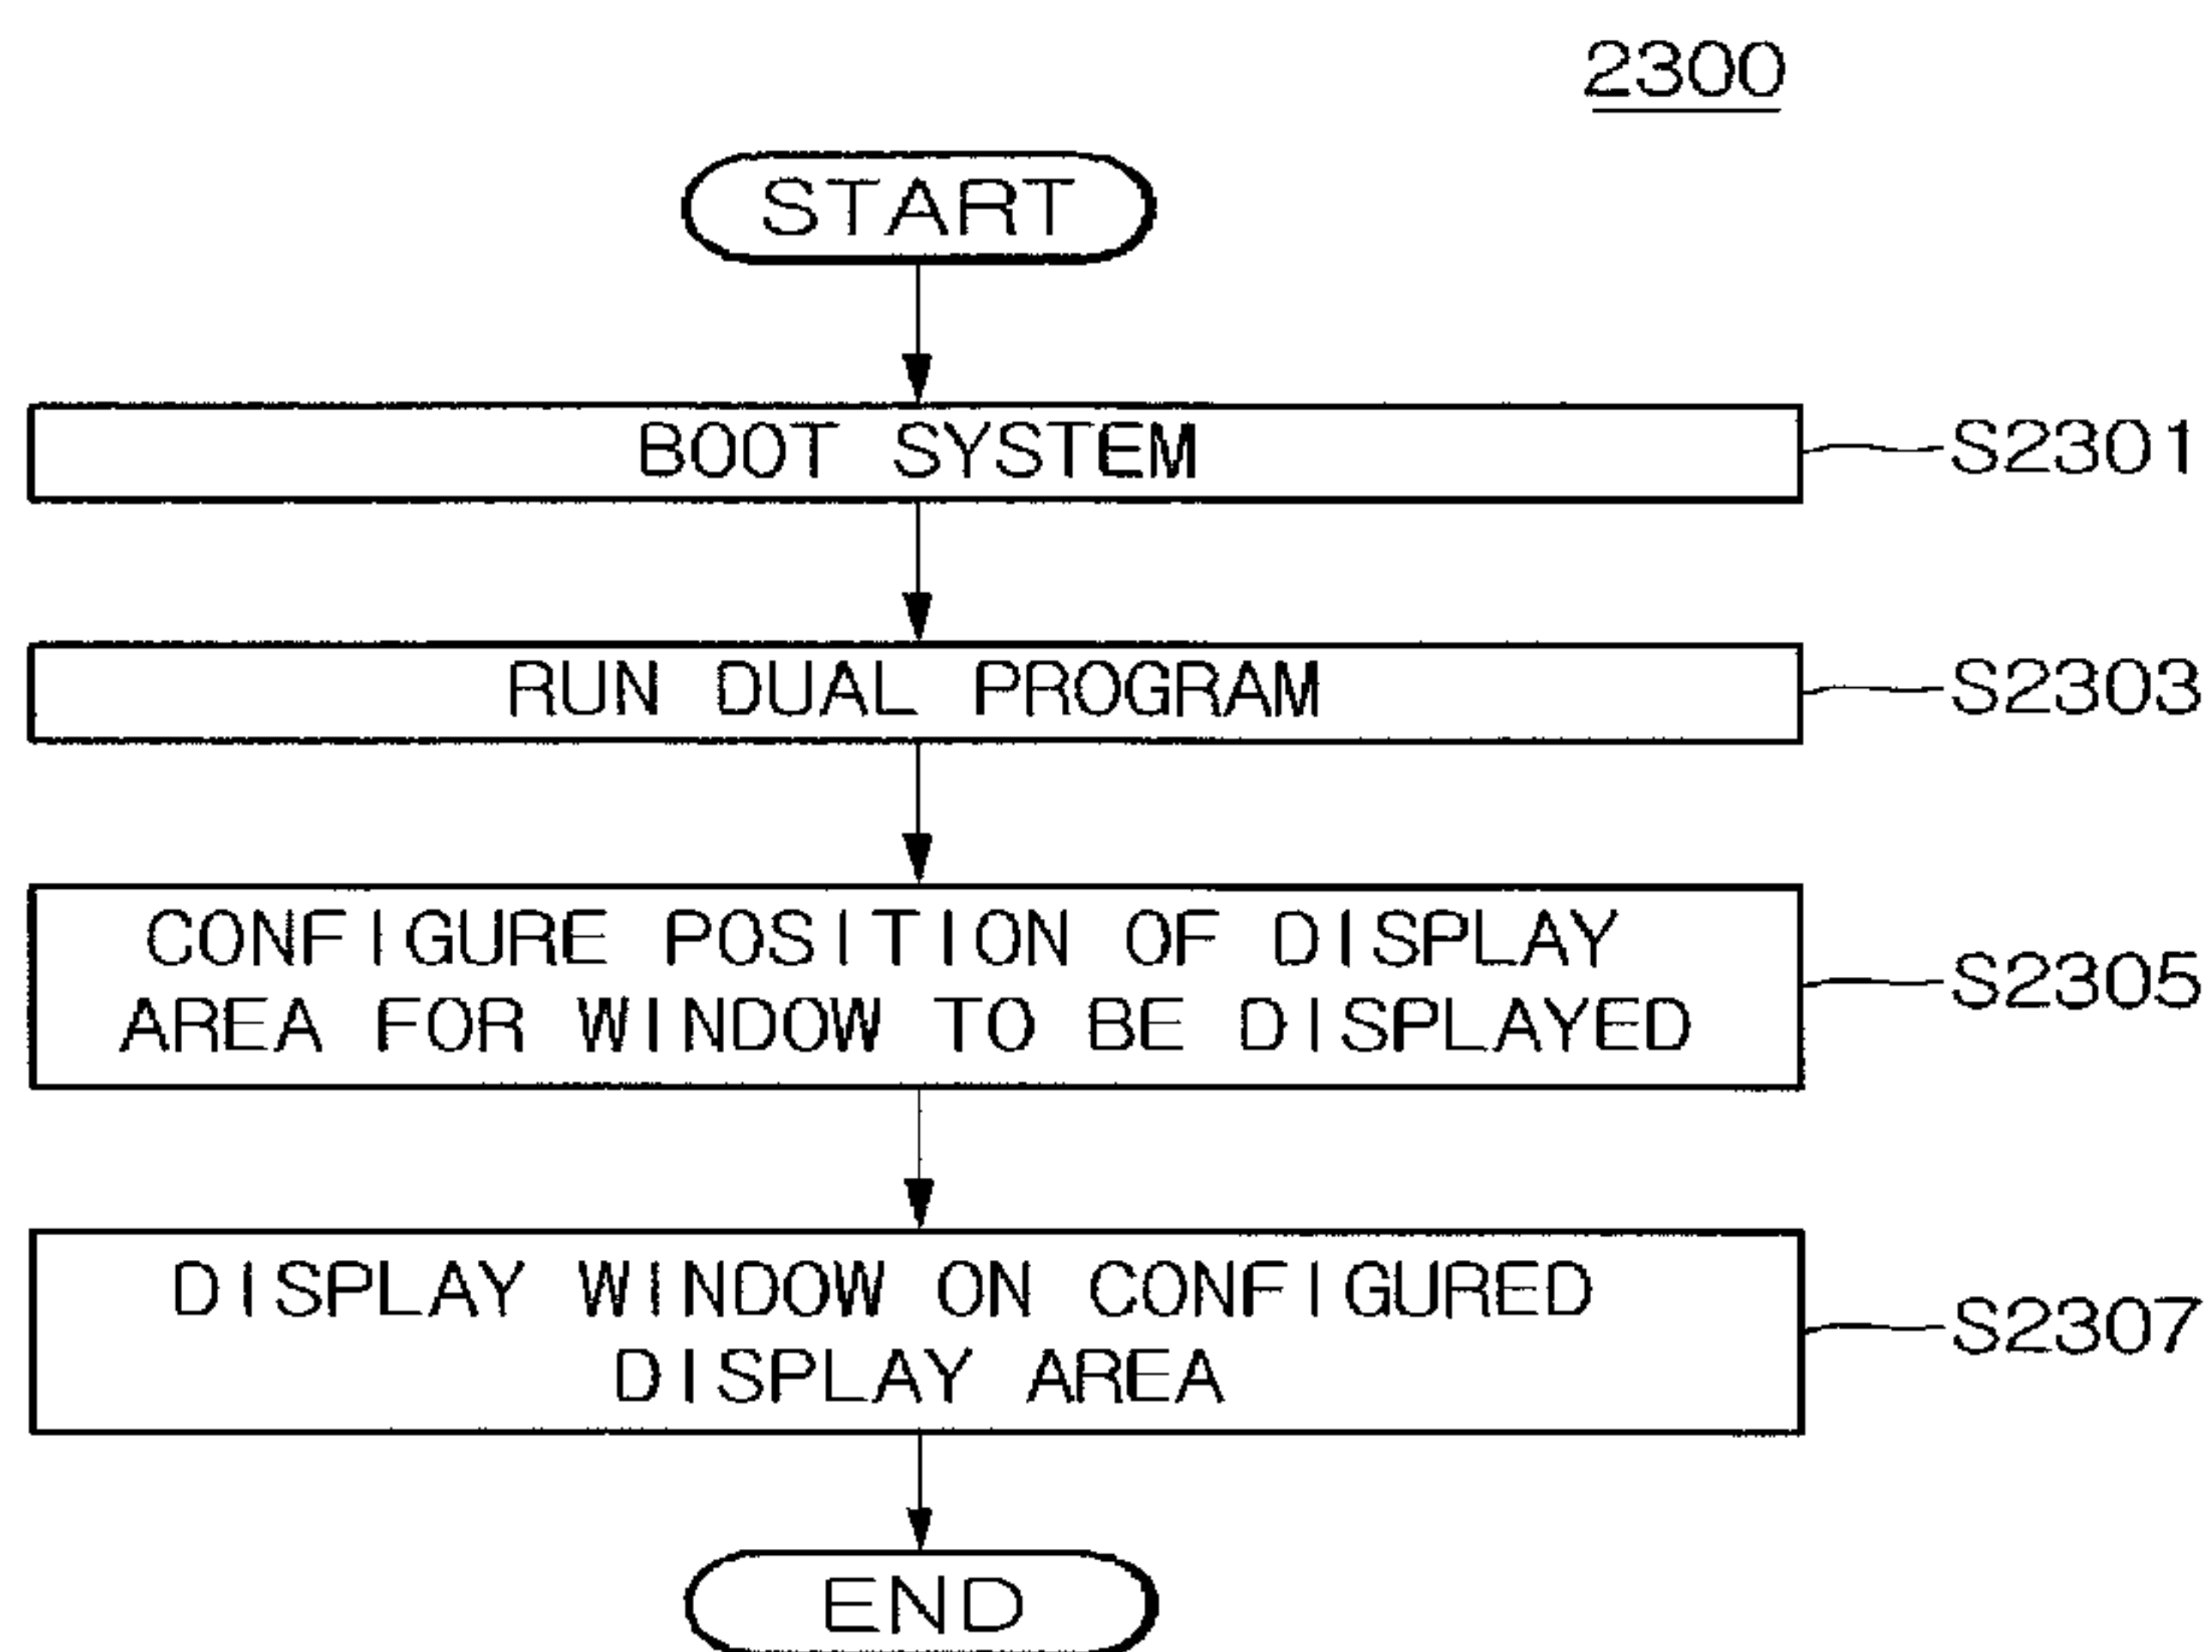 2300
START
BOOT SYSTEM
S2301
RUN DUAL PROGRAM
S2303
CONFIGURE POSITION OF DISPLAY
AREA FOR WINDOW TO BE DISPLAYED
S2305
DISPLAY WINDOW ON CONFIGURED
DISPLAY AREA
S2307
END